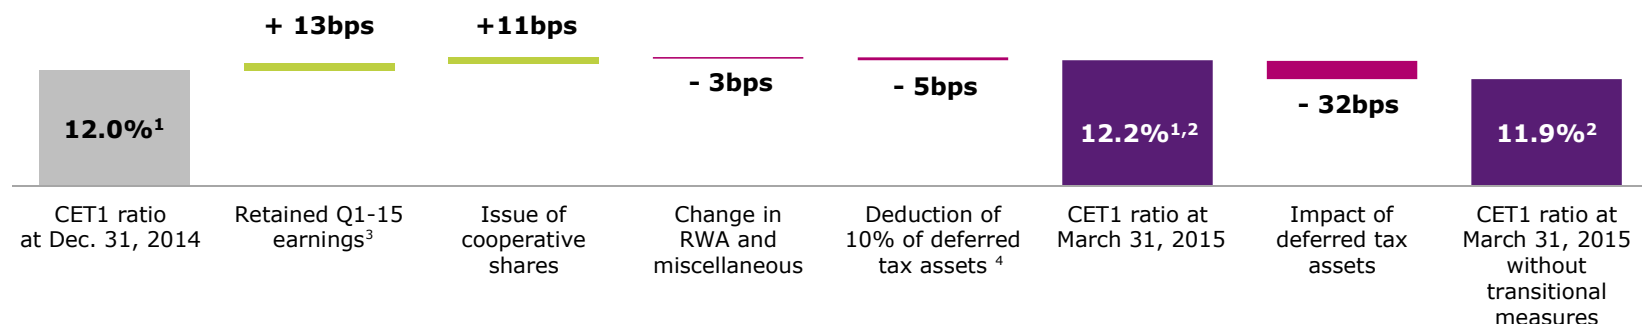 + 13bps
+11bps
- 3bps
- 5bps
- 32bps
12.0%¹
12.2%¹,²
11.9%²
CET1 ratio
at Dec. 31, 2014
Retained Q1-15
earnings³
Issue of
cooperative
shares
Change in
RWA and
miscellaneous
Deduction of
10% of deferred
tax assets ⁴
CET1 ratio at
March 31, 2015
Impact of
deferred tax
assets
CET1 ratio at
March 31, 2015
without
transitional
measures